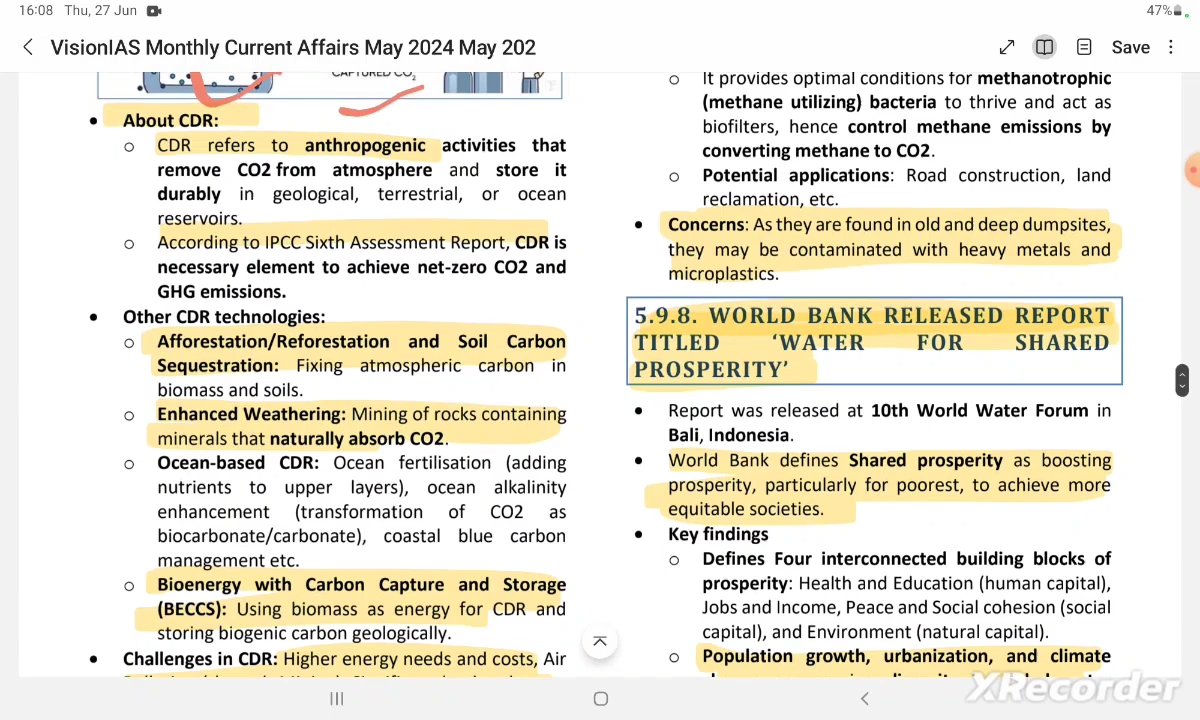 16:08 Thu, 27 Jun
47%
VisionIAS Monthly Current Affairs May 2024 May 202
Save
CAPTURED CO2
• About CDR:
o CDR refers to anthropogenic activities that
remove CO2 from atmosphere and store it
durably in geological, terrestrial, or ocean
reservoirs.
o According to IPCC Sixth Assessment Report, CDR is
necessary element to achieve net-zero CO2 and
GHG emissions.
• Other CDR technologies:
o Afforestation/Reforestation and Soil Carbon
Sequestration: Fixing atmospheric carbon in
biomass and soils.
o Enhanced Weathering: Mining of rocks containing
minerals that naturally absorb CO2.
o Ocean-based CDR: Ocean fertilisation (adding
nutrients to upper layers), ocean alkalinity
enhancement (transformation of CO2 as
biocarbonate/carbonate), coastal blue carbon
management etc.
o Bioenergy with Carbon Capture and Storage
(BECCS): Using biomass as energy for CDR and
storing biogenic carbon geologically.
• Challenges in CDR: Higher energy needs and costs, Air
o It provides optimal conditions for methanotrophic
(methane utilizing) bacteria to thrive and act as
biofilters, hence control methane emissions by
converting methane to CO2.
o Potential applications: Road construction, land
reclamation, etc.
• Concerns: As they are found in old and deep dumpsites,
they may be contaminated with heavy metals and
microplastics.
5.9.8. WORLD BANK RELEASED REPORT
TITLED ‘WATER FOR SHARED
PROSPERITY’
• Report was released at 10th World Water Forum in
Bali, Indonesia.
• World Bank defines Shared prosperity as boosting
prosperity, particularly for poorest, to achieve more
equitable societies.
• Key findings
o Defines Four interconnected building blocks of
prosperity: Health and Education (human capital),
Jobs and Income, Peace and Social cohesion (social
capital), and Environment (natural capital).
o Population growth, urbanization, and climate
XRecorder